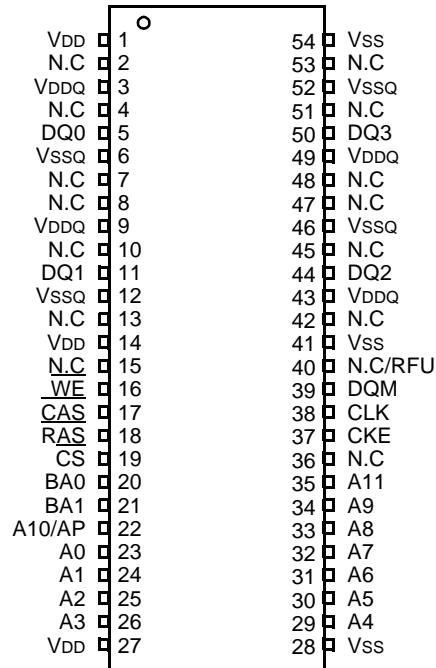 VDD 1 54 VSS
N.C 2 53 N.C
VDDQ 3 52 VSSQ
N.C 4 51 N.C
DQ0 5 50 DQ3
VSSQ 6 49 VDDQ
N.C 7 48 N.C
N.C 8 47 N.C
VDDQ 9 46 VSSQ
N.C 10 45 N.C
DQ1 11 44 DQ2
VSSQ 12 43 VDDQ
N.C 13 42 N.C
VDD 14 41 VSS
N.C 15 40 N.C/RFU
WE 16 39 DQM
CAS 17 38 CLK
RAS 18 37 CKE
CS 19 36 N.C
BA0 20 35 A11
BA1 21 34 A9
A10/AP 22 33 A8
A0 23 32 A7
A1 24 31 A6
A2 25 30 A5
A3 26 29 A4
VDD 27 28 VSS